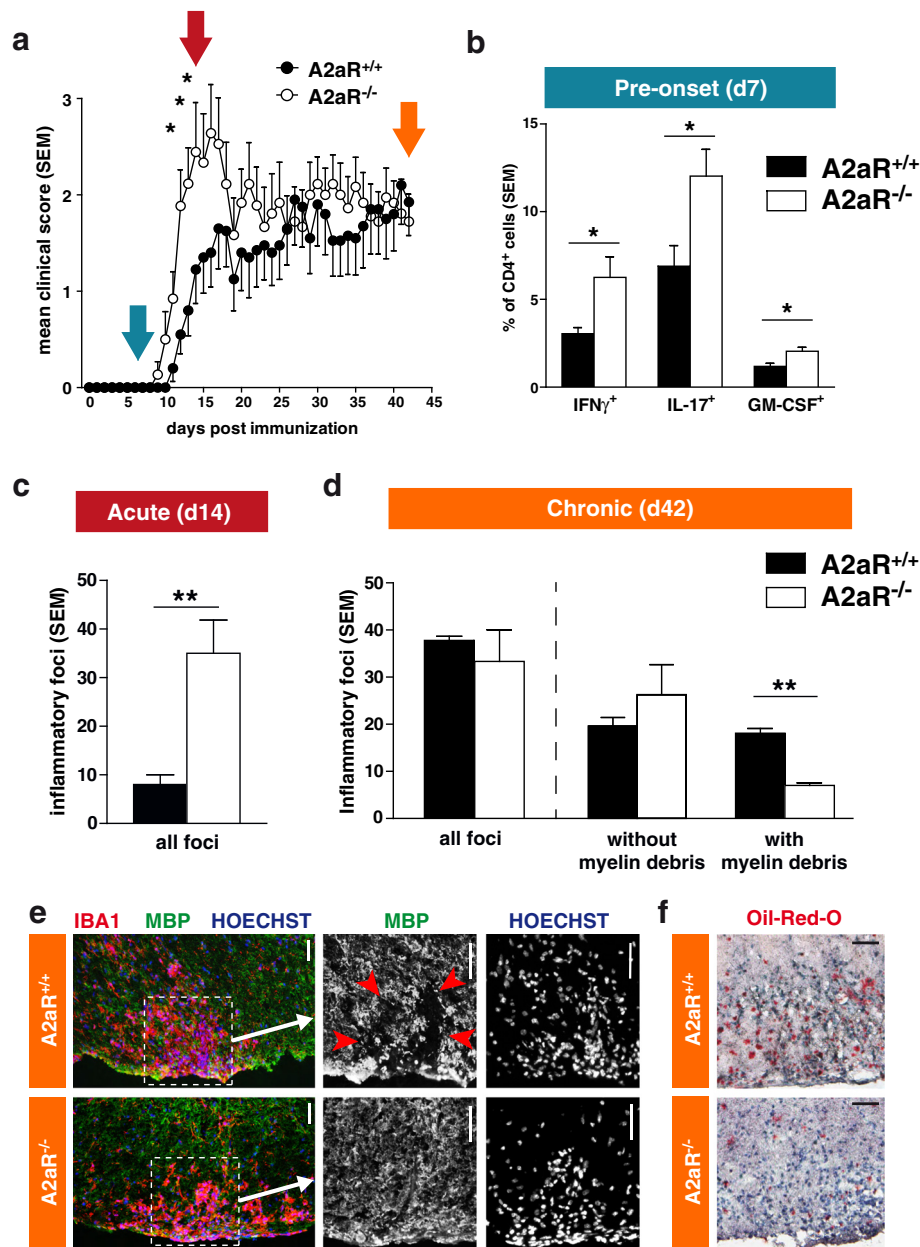 a
A2aR+/+
A2aR-/-
* * *
3
2
1
0
mean clinical score (SEM)
0 5 10 15 20 25 30 35 40 45
days post immunization
b
Pre-onset (d7)
15
10
5
0
% of CD4+ cells (SEM)
*
*
*
A2aR+/+
A2aR-/-
IFNγ+ IL-17+ GM-CSF+
c
Acute (d14)
50
40
30
20
10
0
inflammatory foci (SEM)
**
all foci
d
Chronic (d42)
A2aR+/+
A2aR-/-
50
40
30
20
10
0
Inflammatory foci (SEM)
**
all foci
without
myelin debris
with
myelin debris
e
IBA1 MBP HOECHST
MBP
HOECHST
A2aR+/+
A2aR-/-
f
Oil-Red-O
A2aR+/+
A2aR-/-